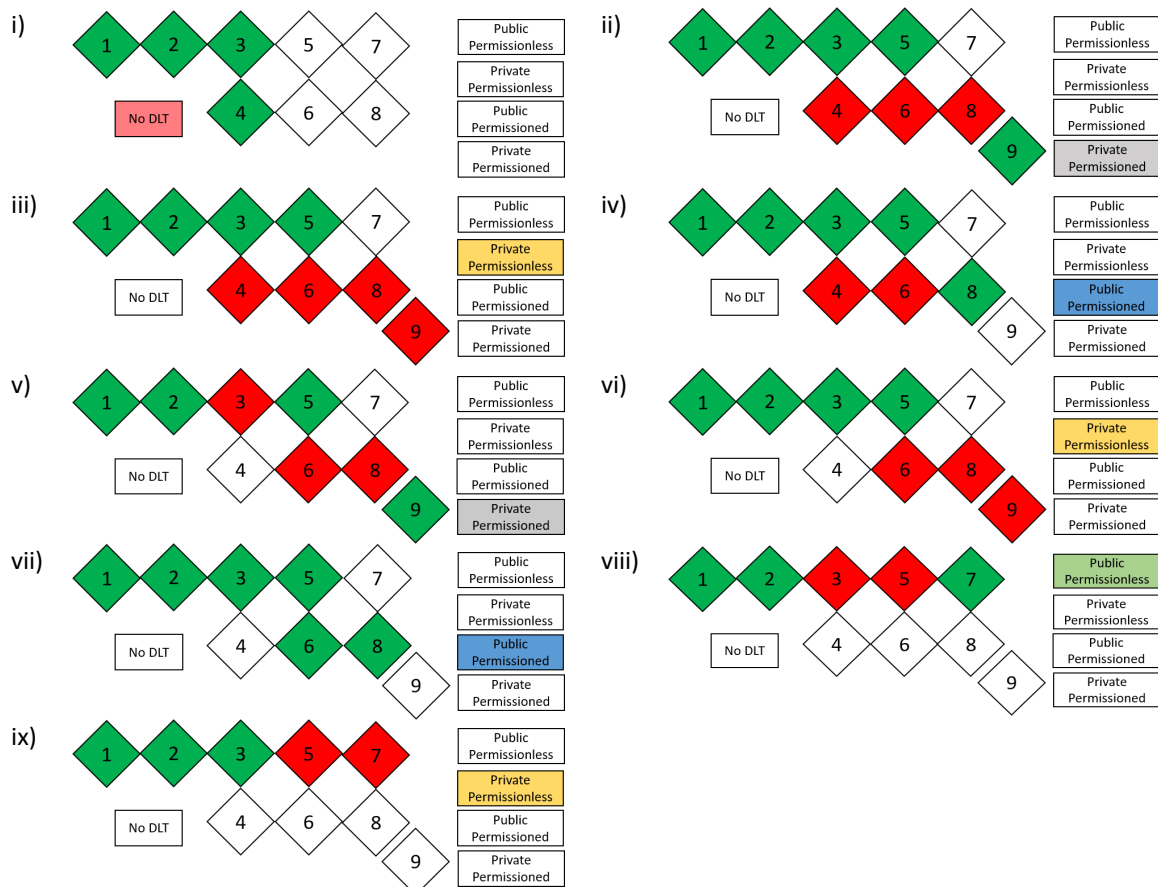 i)
1 2 3 5 7
No DLT 4 6 8
Public
Permissionless
Private
Permissionless
Public
Permissioned
Private
Permissioned
ii)
1 2 3 5 7
No DLT 4 6 8
9
Public
Permissionless
Private
Permissionless
Public
Permissioned
Private
Permissioned
iii)
1 2 3 5 7
No DLT 4 6 8
9
Public
Permissionless
Private
Permissionless
Public
Permissioned
Private
Permissioned
iv)
1 2 3 5 7
No DLT 4 6 8
9
Public
Permissionless
Private
Permissionless
Public
Permissioned
Private
Permissioned
v)
1 2 3 5 7
No DLT 4 6 8
9
Public
Permissionless
Private
Permissionless
Public
Permissioned
Private
Permissioned
vi)
1 2 3 5 7
No DLT 4 6 8
9
Public
Permissionless
Private
Permissionless
Public
Permissioned
Private
Permissioned
vii)
1 2 3 5 7
No DLT 4 6 8
9
Public
Permissionless
Private
Permissionless
Public
Permissioned
Private
Permissioned
viii)
1 2 3 5 7
No DLT 4 6 8
9
Public
Permissionless
Private
Permissionless
Public
Permissioned
Private
Permissioned
ix)
1 2 3 5 7
No DLT 4 6 8
9
Public
Permissionless
Private
Permissionless
Public
Permissioned
Private
Permissioned